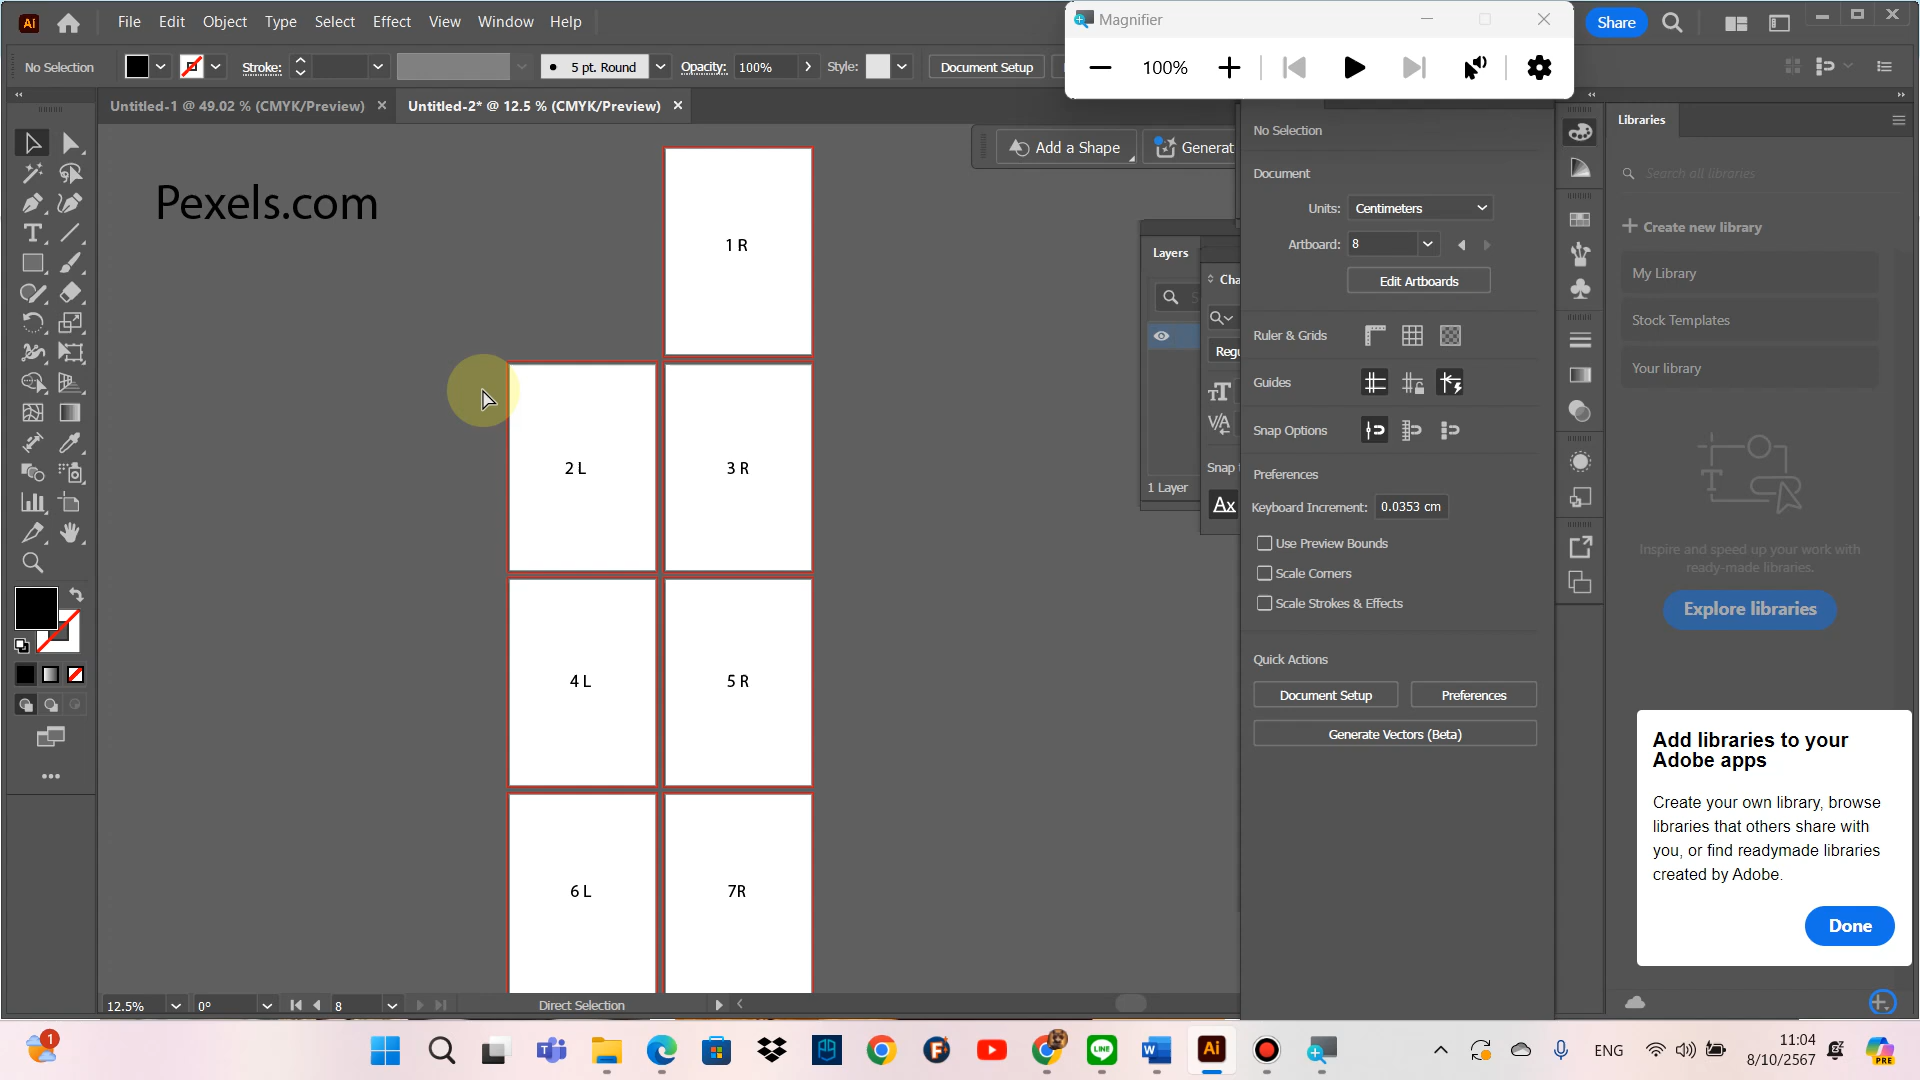 Ai
File Edit Object Type Select Effect View Window Help
Magnifier
Share
No Selection
Stroke:
5 pt. Round
Opacity: 100%
Style:
Document Setup
100%
Untitled-1 @ 49.02 % (CMYK/Preview)
Untitled-2* @ 12.5 % (CMYK/Preview)
Add a Shape
Generat
No Selection
Libraries
Document
Search all libraries
Pexels.com
Units: Centimeters
Create new library
Artboard: 8
1 R
Layers
My Library
Edit Artboards
Cha
Stock Templates
Ruler & Grids
Regu
Your library
Guides
Snap Options
2 L
3 R
Snap
Preferences
1 Layer
Ax
Keyboard Increment: 0.0353 cm
Use Preview Bounds
Inspire and speed up your work with
ready-made libraries.
Scale Corners
Scale Strokes & Effects
Explore libraries
Quick Actions
4 L
5 R
Document Setup
Preferences
Generate Vectors (Beta)
Add libraries to your
Adobe apps
Create your own library, browse
libraries that others share with
you, or find readymade libraries
created by Adobe.
Done
6 L
7R
12.5%
0°
8
Direct Selection
1
Ai
LINE
W
ENG
11:04
8/10/2567
PRE